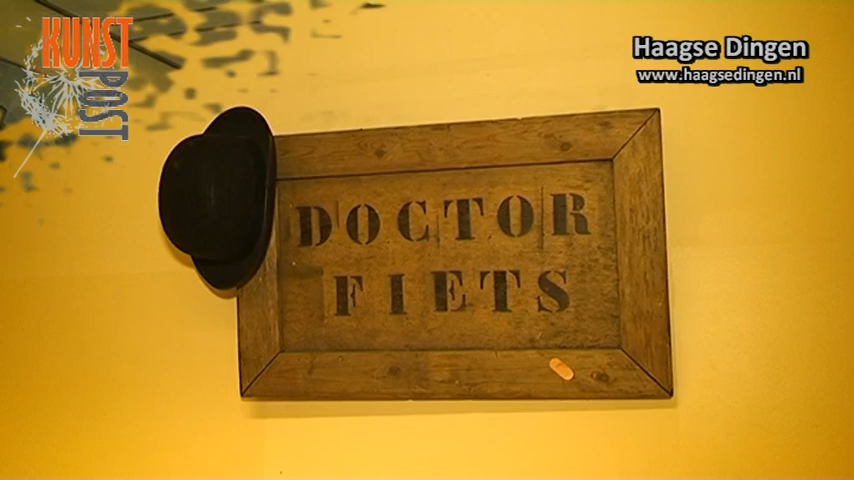 KUNST
POST
Haagse Dingen
www.haagsedingen.nl
DOCTOR
FIETS